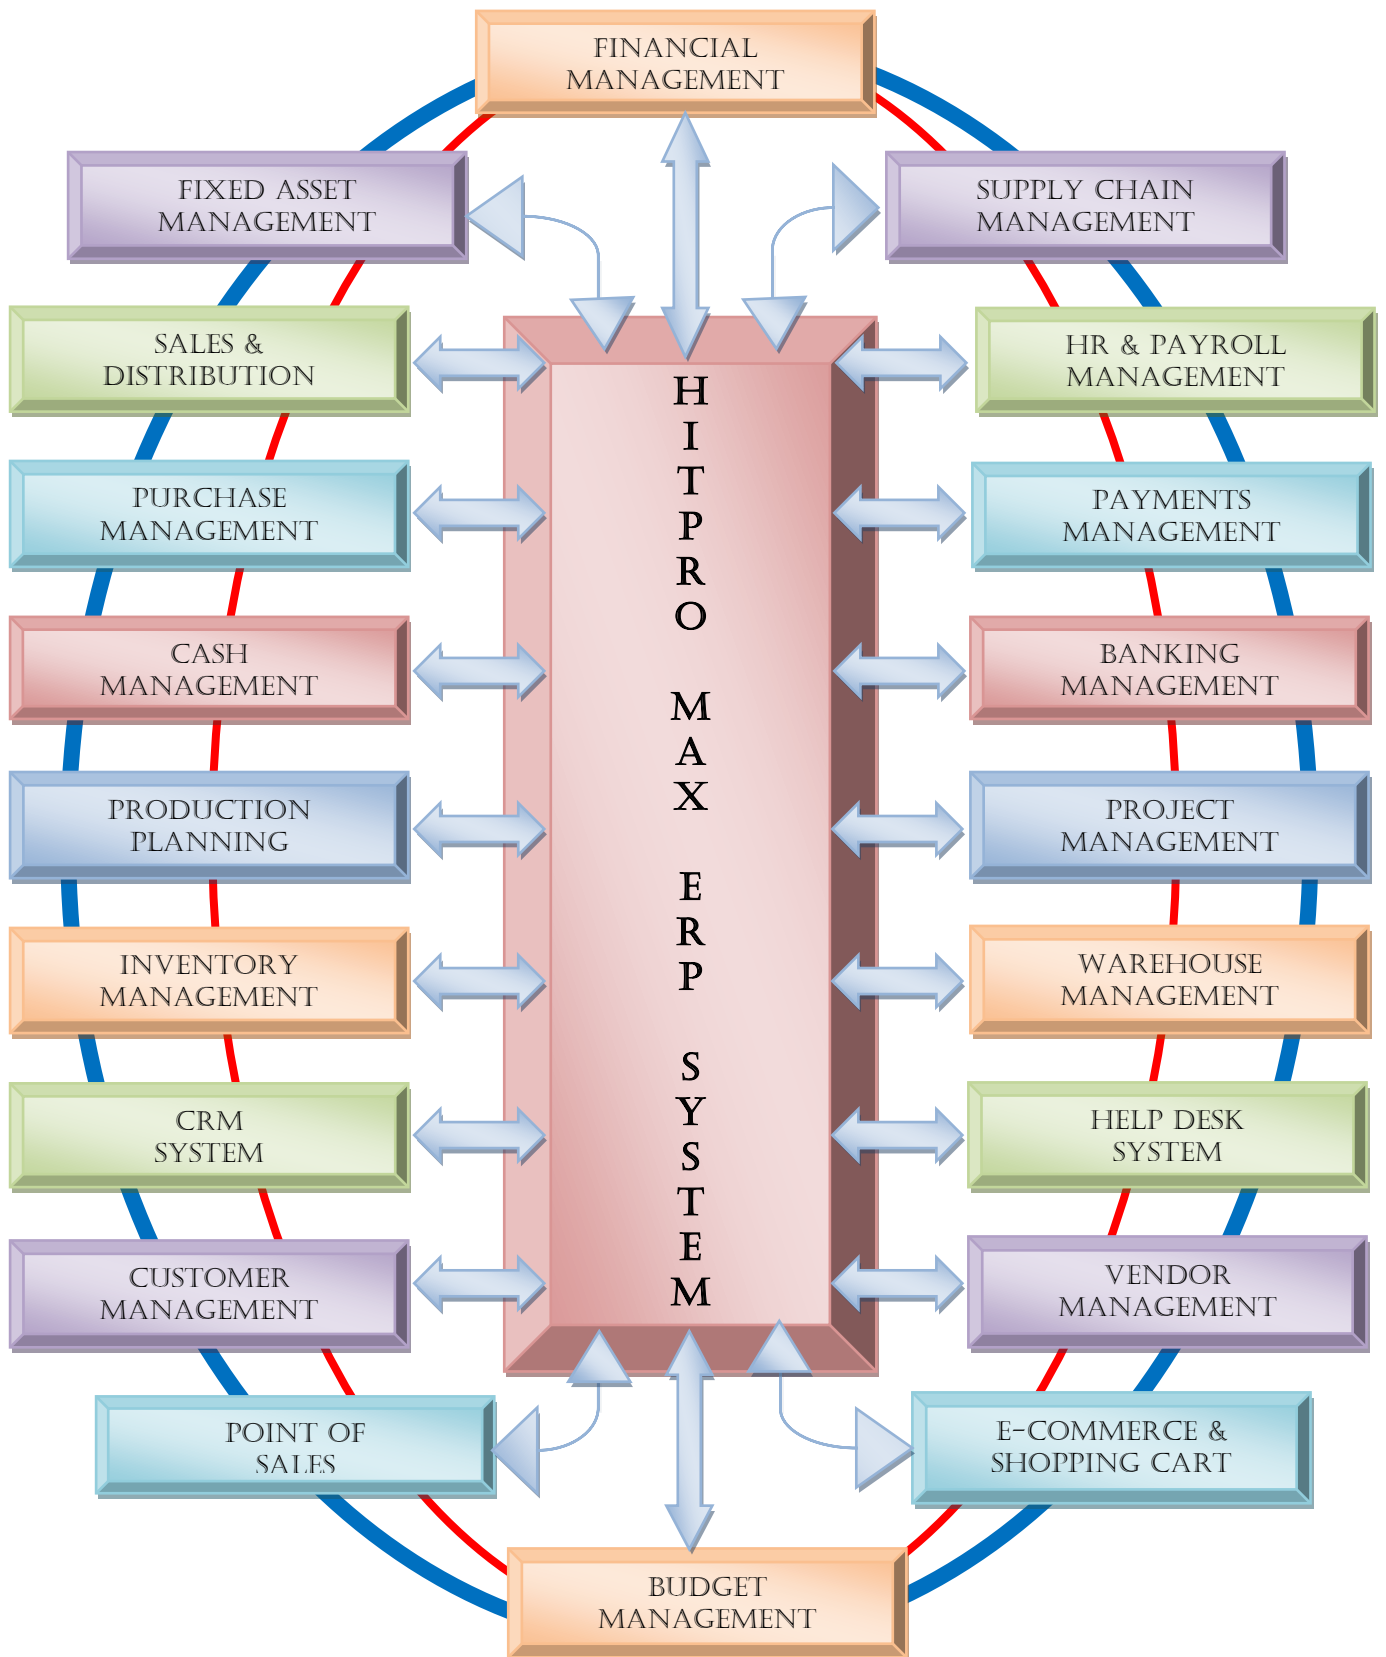 FINANCIAL
MANAGEMENT
FIXED ASSET
MANAGEMENT
SUPPLY CHAIN
MANAGEMENT
SALES &
DISTRIBUTION
HR & PAYROLL
MANAGEMENT
PURCHASE
MANAGEMENT
PAYMENTS
MANAGEMENT
CASH
MANAGEMENT
BANKING
MANAGEMENT
PRODUCTION
PLANNING
PROJECT
MANAGEMENT
INVENTORY
MANAGEMENT
WAREHOUSE
MANAGEMENT
CRM
SYSTEM
HELP DESK
SYSTEM
CUSTOMER
MANAGEMENT
VENDOR
MANAGEMENT
POINT OF
SALES
E-COMMERCE &
SHOPPING CART
BUDGET
MANAGEMENT
HITPRO MAX ERP SYSTEM